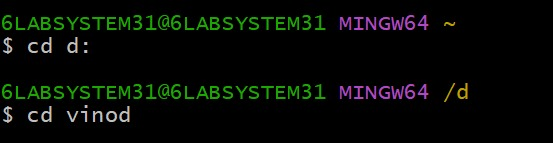 6LABSYSTEM31@6LABSYSTEM31 MINGW64 ~
$ cd d:
6LABSYSTEM31@6LABSYSTEM31 MINGW64 /d
$ cd vinod